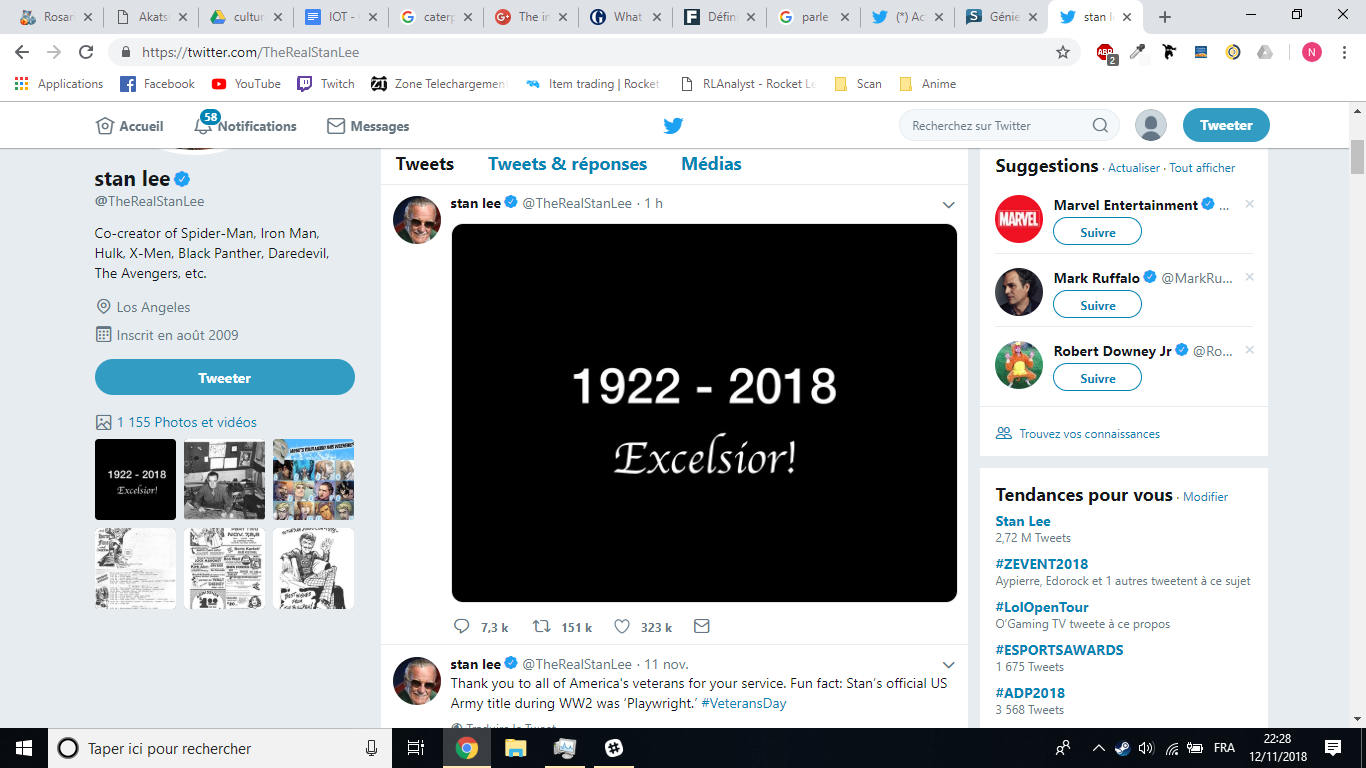 Rosar
Akats
cultur
IOT - 
caterp
The in
What
Défin
parle
(*) Ac
Génie
stan l
https://twitter.com/TheRealStanLee
ABP
2
N
Applications
Facebook
YouTube
Twitch
Zone Telechargement
Item trading | Rocket
RLAnalyst - Rocket Le
Scan
Anime
Accueil
58
Notifications
Messages
Recherchez sur Twitter
Tweeter
stan lee
@TheRealStanLee
Co-creator of Spider-Man, Iron Man,
Hulk, X-Men, Black Panther, Daredevil,
The Avengers, etc.
Los Angeles
Inscrit en août 2009
Tweeter
1 155 Photos et vidéos
1922 - 2018
Excelsior!
Tweets
Tweets & réponses
Médias
stan lee @TheRealStanLee · 1 h
1922 - 2018
Excelsior!
7,3 k
151 k
323 k
stan lee @TheRealStanLee · 11 nov.
Thank you to all of America's veterans for your service. Fun fact: Stan's official US
Army title during WW2 was 'Playwright.' #VeteransDay
Traduire le Tweet
Suggestions · Actualiser · Tout afficher
MARVEL
Marvel Entertainment ...
Suivre
Mark Ruffalo @MarkRu...
Suivre
Robert Downey Jr @Ro...
Suivre
Trouvez vos connaissances
Tendances pour vous · Modifier
Stan Lee
2,72 M Tweets
#ZEVENT2018
Aypierre, Edorock et 1 autres tweetent à ce sujet
#LolOpenTour
O'Gaming TV tweete à ce propos
#ESPORTSAWARDS
1 675 Tweets
#ADP2018
3 568 Tweets
Taper ici pour rechercher
FRA
22:28
12/11/2018